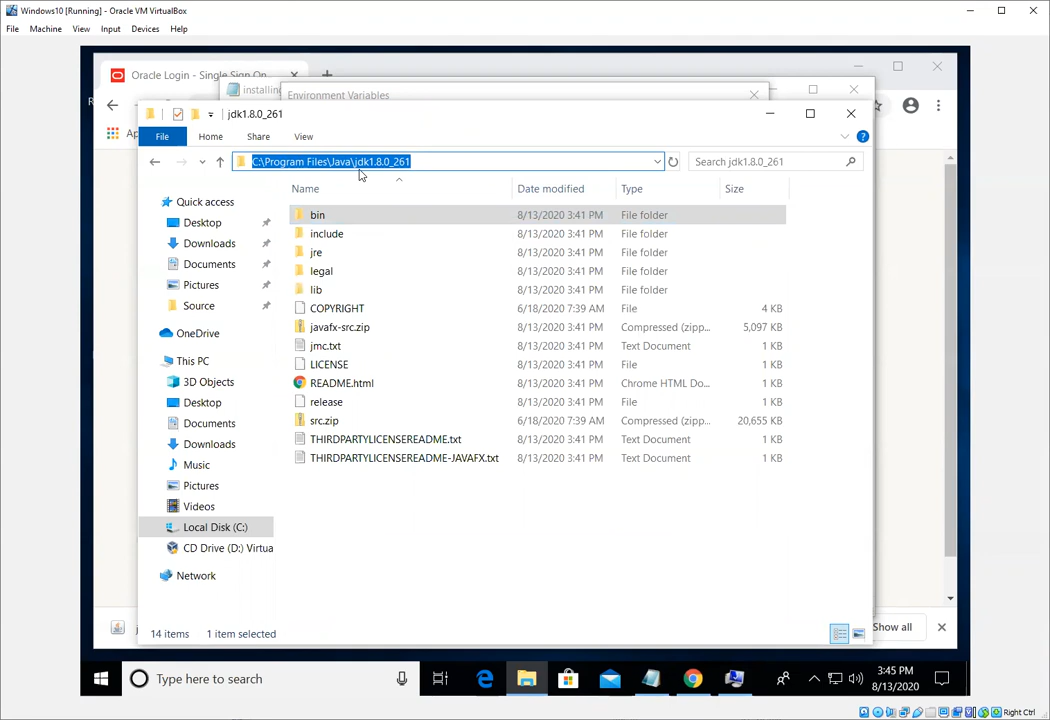 Windows10 [Running] - Oracle VM VirtualBox
File Machine View Input Devices Help
Oracle Login - Single Sign On
installing
Environment Variables
jdk1.8.0_261
File Home Share View
C:\Program Files\Java\jdk1.8.0_261
Search jdk1.8.0_261
Name Date modified Type Size
Quick access
Desktop
Downloads
Documents
Pictures
Source
OneDrive
This PC
3D Objects
Desktop
Documents
Downloads
Music
Pictures
Videos
Local Disk (C:)
CD Drive (D:) Virtua
Network
bin 8/13/2020 3:41 PM File folder
include 8/13/2020 3:41 PM File folder
jre 8/13/2020 3:41 PM File folder
legal 8/13/2020 3:41 PM File folder
lib 8/13/2020 3:41 PM File folder
COPYRIGHT 6/18/2020 7:39 AM File 4 KB
javafx-src.zip 8/13/2020 3:41 PM Compressed (zipp... 5,097 KB
jmc.txt 8/13/2020 3:41 PM Text Document 1 KB
LICENSE 8/13/2020 3:41 PM File 1 KB
README.html 8/13/2020 3:41 PM Chrome HTML Do... 1 KB
release 8/13/2020 3:41 PM File 1 KB
src.zip 6/18/2020 7:39 AM Compressed (zipp... 20,655 KB
THIRDPARTYLICENSEREADME.txt 8/13/2020 3:41 PM Text Document 1 KB
THIRDPARTYLICENSEREADME-JAVAFX.txt 8/13/2020 3:41 PM Text Document 1 KB
14 items 1 item selected
Show all
Type here to search
3:45 PM
8/13/2020
Right Ctrl